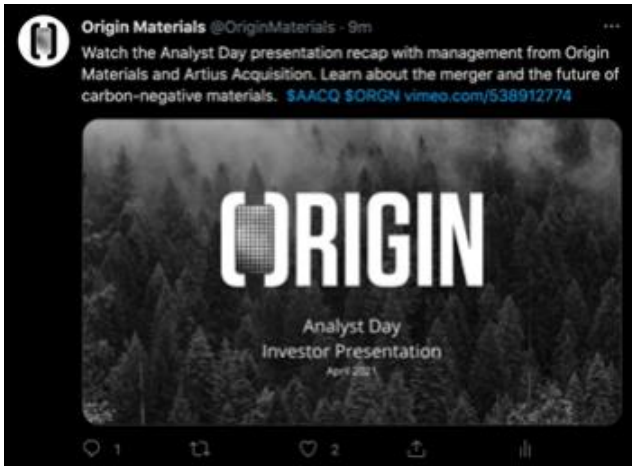 Origin Materials @OriginMaterials · 9m
Watch the Analyst Day presentation recap with management from Origin
Materials and Artius Acquisition. Learn about the merger and the future of
carbon-negative materials. $AACQ $ORGN vimeo.com/538912774
ORIGIN
Analyst Day
Investor Presentation
April 2021
1
2